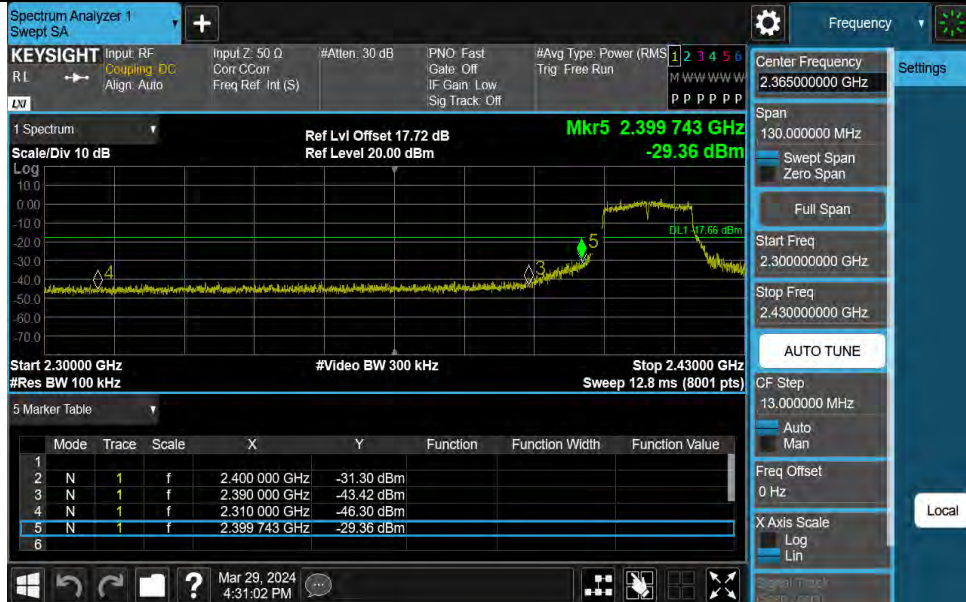 Spectrum Analyzer 1
Swept SA
Frequency
KEYSIGHT
RL
LXI
Input: RF
Coupling: DC
Align: Auto
Input Z: 50 Ω
Corr CCorr
Freq Ref: Int (S)
#Atten: 30 dB
PNO: Fast
Gate: Off
IF Gain: Low
Sig Track: Off
#Avg Type: Power (RMS
Trig: Free Run
1 2 3 4 5 6
M W W W W W
P P P P P P
Center Frequency
2.365000000 GHz
Settings
Span
130.000000 MHz
Swept Span
Zero Span
Full Span
Start Freq
2.300000000 GHz
Stop Freq
2.430000000 GHz
AUTO TUNE
CF Step
13.000000 MHz
Auto
Man
Freq Offset
0 Hz
X Axis Scale
Log
Lin
Local
1 Spectrum
Scale/Div 10 dB
Ref Lvl Offset 17.72 dB
Ref Level 20.00 dBm
Mkr5 2.399 743 GHz
-29.36 dBm
Log
10.0
0.00
-10.0
-20.0
-30.0
-40.0
-50.0
-60.0
-70.0
DL1 -17.66 dBm
5
3
4
Start 2.30000 GHz
#Video BW 300 kHz
Stop 2.43000 GHz
#Res BW 100 kHz
Sweep 12.8 ms (8001 pts)
5 Marker Table
Mode Trace Scale X Y Function Function Width Function Value
1
2 N 1 f 2.400 000 GHz -31.30 dBm
3 N 1 f 2.390 000 GHz -43.42 dBm
4 N 1 f 2.310 000 GHz -46.30 dBm
5 N 1 f 2.399 743 GHz -29.36 dBm
6
?
Mar 29, 2024
4:31:02 PM